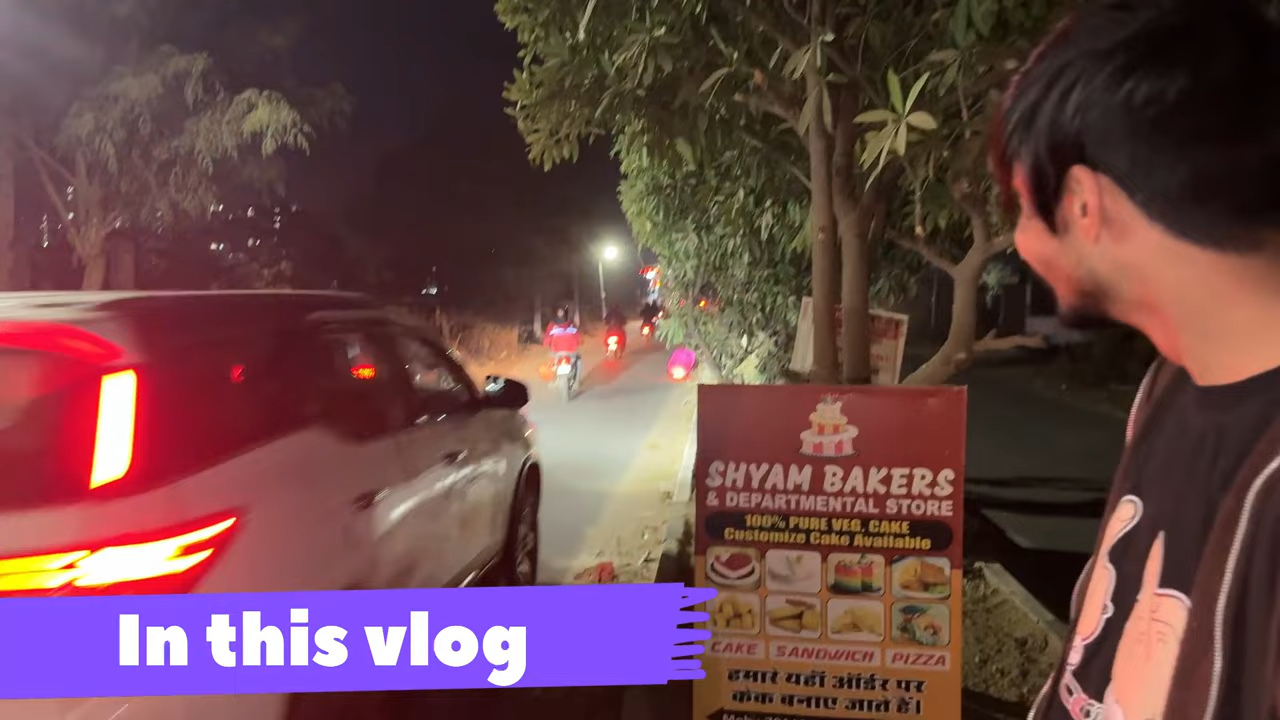 SHYAM BAKERS
& DEPARTMENTAL STORE
100% PURE VEG. CAKE
Customize Cake Available
CAKE SANDWICH PIZZA
हमारे यहाँ ऑर्डर पर
केक बनाए जाते हैं।
In this vlog